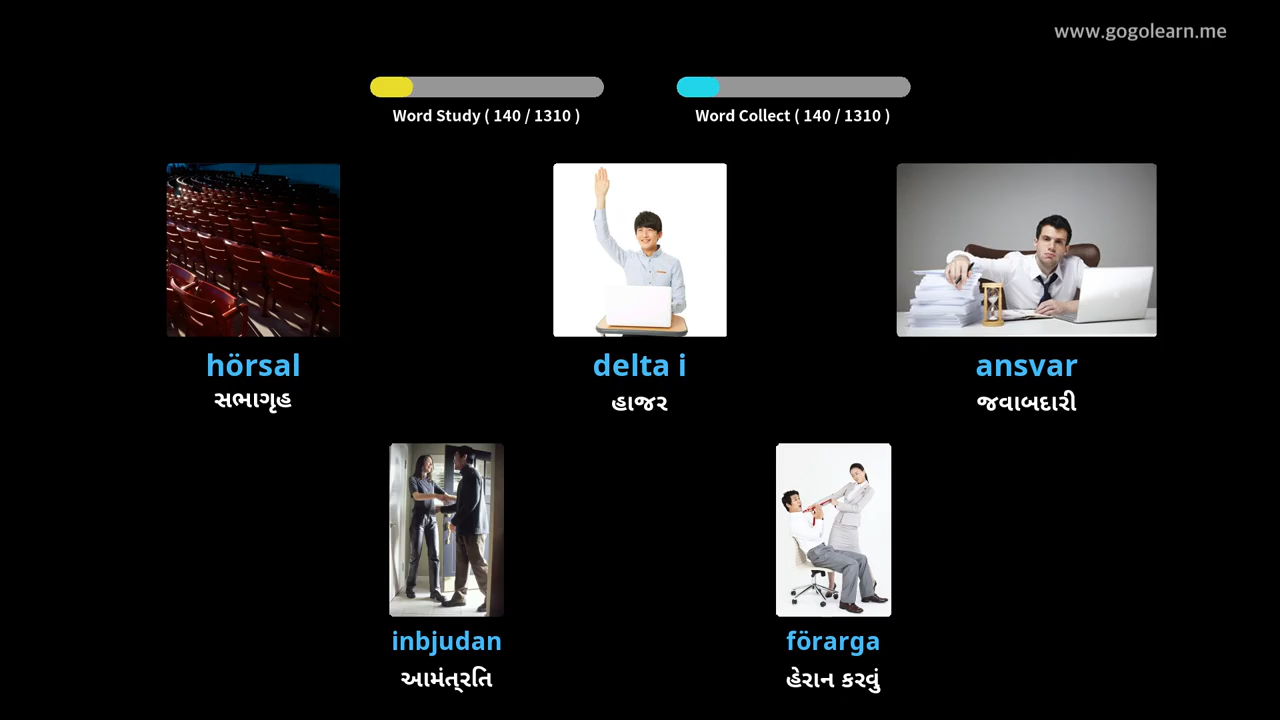 www.gogolearn.me
Word Study ( 140 / 1310 )
Word Collect ( 140 / 1310 )
hörsal
સભાગૃહ
delta i
હાજર
ansvar
જવાબદારી
inbjudan
આમંત્રતિ
förarga
હેરાન કરવું